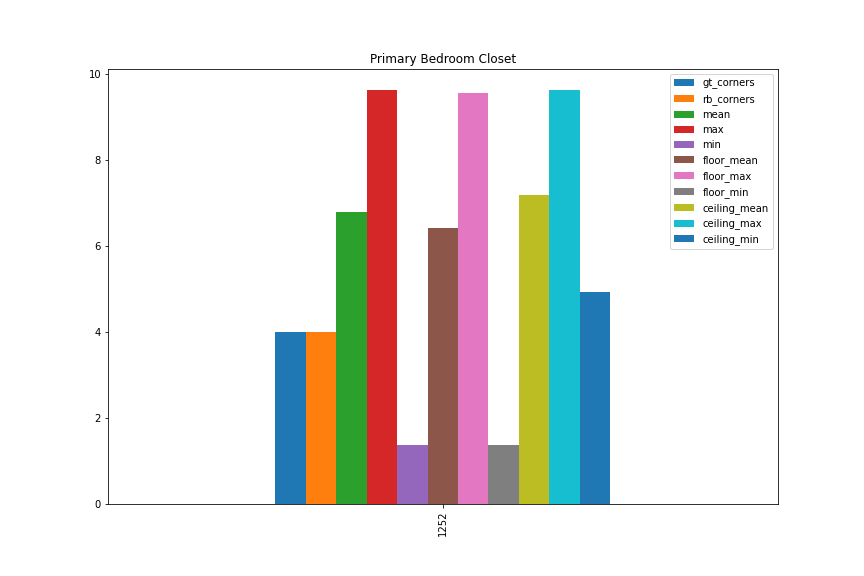 Primary Bedroom Closet
10
8
6
4
2
0
gt_corners
rb_corners
mean
max
min
floor_mean
floor_max
floor_min
ceiling_mean
ceiling_max
ceiling_min
1252